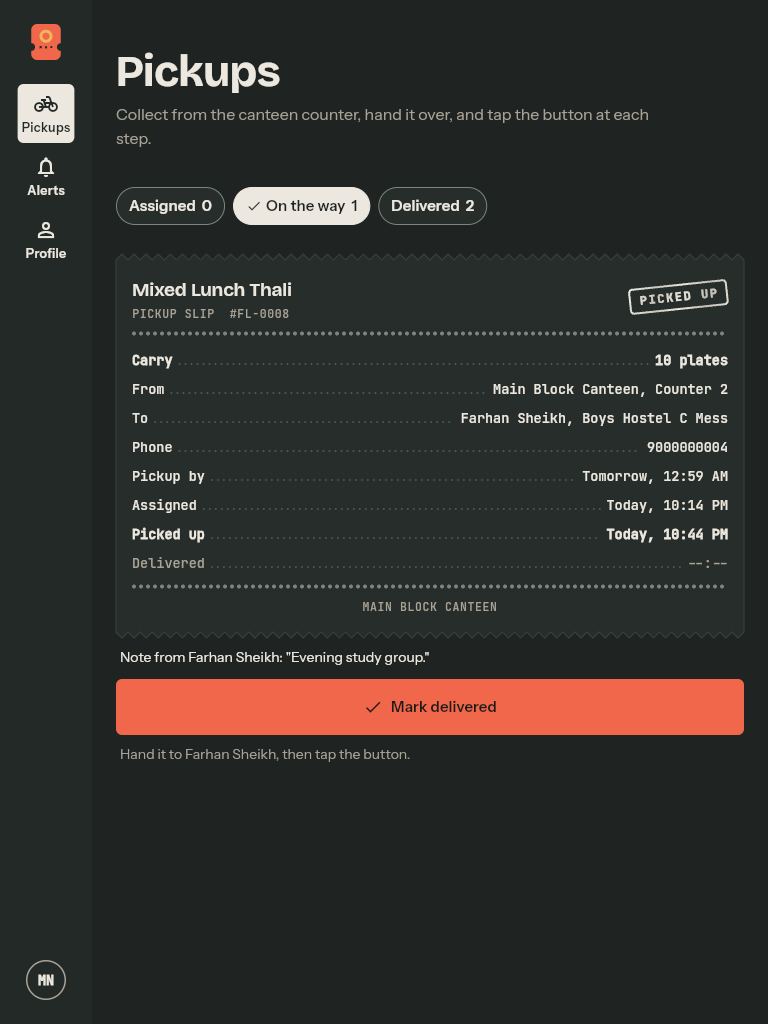 Pickups
Alerts
Profile
MN
Pickups
Collect from the canteen counter, hand it over, and tap the button at each
step.
Assigned 0
On the way 1
Delivered 2
Mixed Lunch Thali
PICKED UP
PICKUP SLIP #FL-0008
Carry 10 plates
From Main Block Canteen, Counter 2
To Farhan Sheikh, Boys Hostel C Mess
Phone 9000000004
Pickup by Tomorrow, 12:59 AM
Assigned Today, 10:14 PM
Picked up Today, 10:44 PM
Delivered --:--
MAIN BLOCK CANTEEN
Note from Farhan Sheikh: "Evening study group."
Mark delivered
Hand it to Farhan Sheikh, then tap the button.